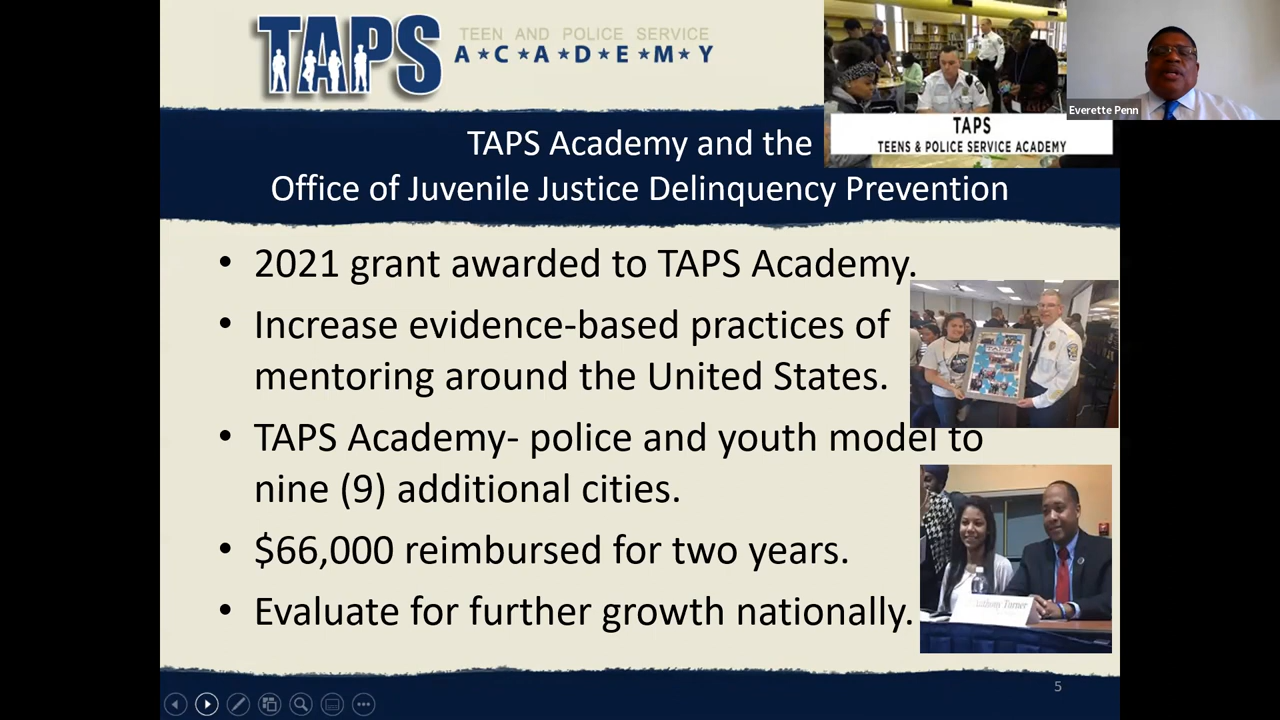 TAPS
TEEN AND POLICE SERVICE
A★C★A★D★E★M★Y
Everette Penn
TAPS
TEENS & POLICE SERVICE ACADEMY
TAPS Academy and the
Office of Juvenile Justice Delinquency Prevention
• 2021 grant awarded to TAPS Academy.
• Increase evidence-based practices of
mentoring around the United States.
• TAPS Academy- police and youth model to
nine (9) additional cities.
• $66,000 reimbursed for two years.
• Evaluate for further growth nationally.
Anthony Turner
5